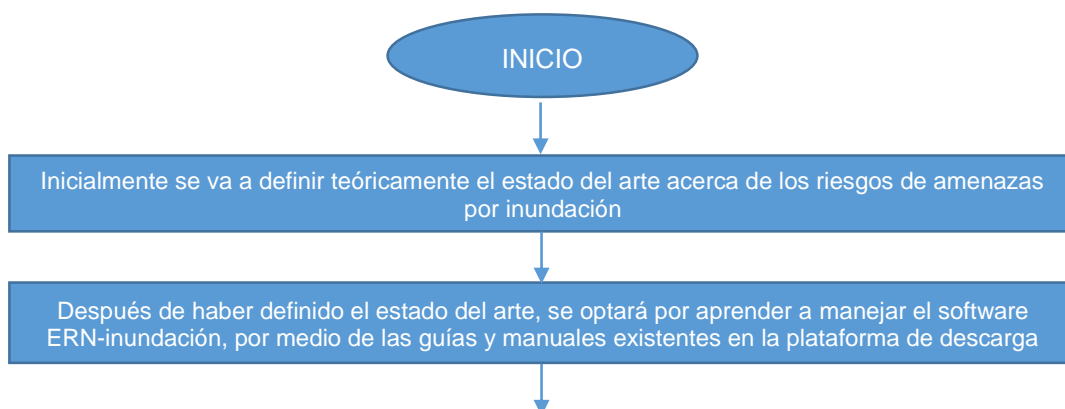 INICIO
Inicialmente se va a definir teóricamente el estado del arte acerca de los riesgos de amenazas
por inundación
Después de haber definido el estado del arte, se optará por aprender a manejar el software
ERN-inundación, por medio de las guías y manuales existentes en la plataforma de descarga